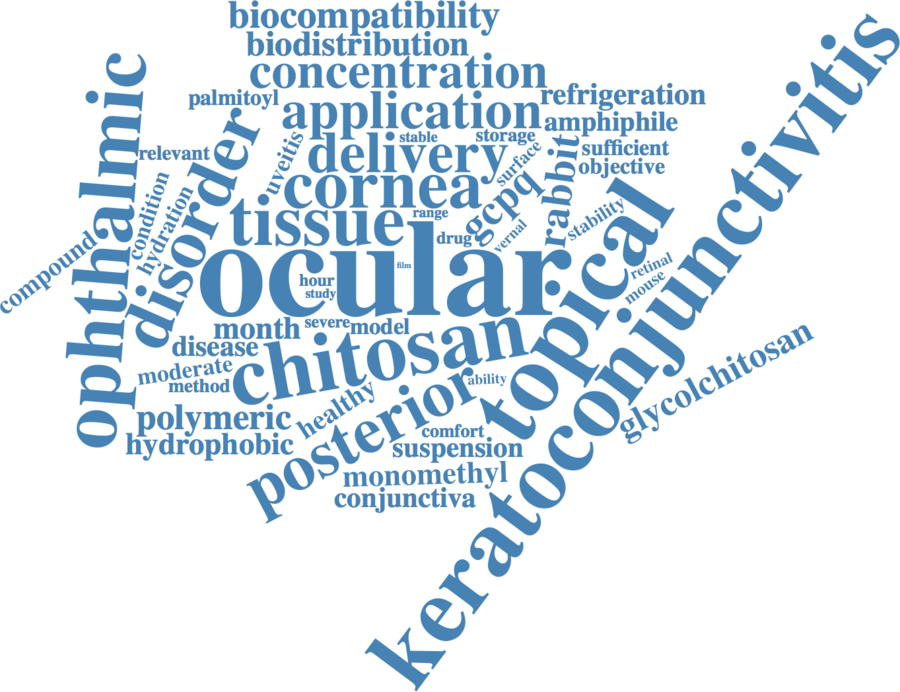 biocompatibility
biodistribution
concentration
palmitoyl
application
refrigeration
amphiphile
stable
storage
sufficient
objective
relevant
delivery
surface
uveitis
ophthalmic
disorder
condition
hydration
compound
cornea
gcpq
rabbit
stability
tissue
range
drug
vernal
ocular
film
hour
study
retinal
mouse
topical
keratoconjunctivitis
month
severe
model
disease
chitosan
moderate
method
ability
glycolchitosan
healthy
posterior
polymeric
hydrophobic
comfort
suspension
monomethyl
conjunctiva